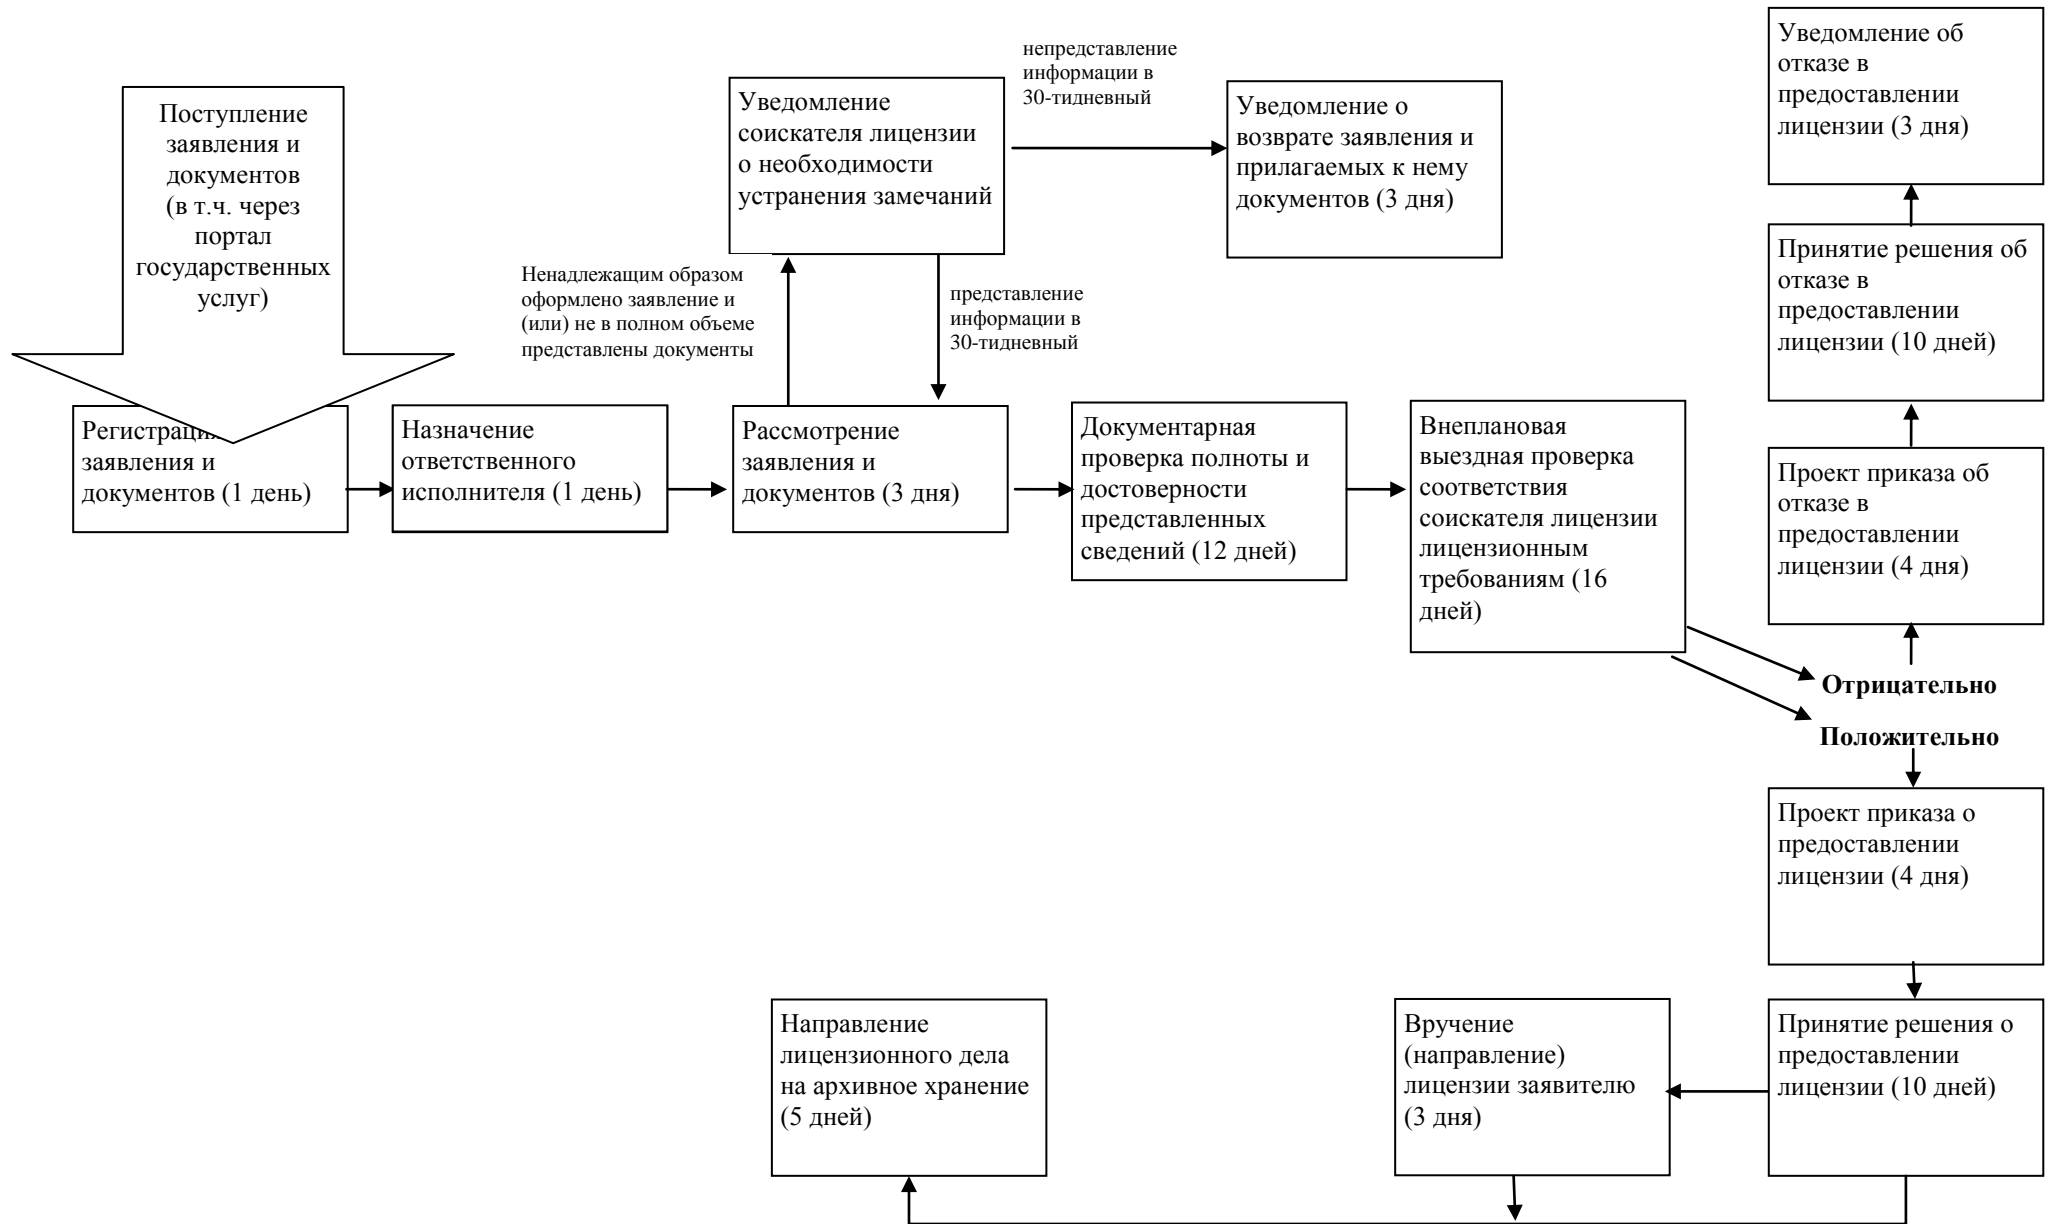 Поступление
заявления и
документов
(в т.ч. через
портал
государственных
услуг)
Уведомление
соискателя лицензии
о необходимости
устранения замечаний
непредставление
информации в
30-тидневный
Уведомление о
возврате заявления и
прилагаемых к нему
документов (3 дня)
Уведомление об
отказе в
предоставлении
лицензии (3 дня)
Принятие решения об
отказе в
предоставлении
лицензии (10 дней)
Ненадлежащим образом
оформлено заявление и
(или) не в полном объеме
представлены документы
представление
информации в
30-тидневный
Регистраци
заявления и
документов (1 день)
Назначение
ответственного
исполнителя (1 день)
Рассмотрение
заявления и
документов (3 дня)
Документарная
проверка полноты и
достоверности
представленных
сведений (12 дней)
Внеплановая
выездная проверка
соответствия
соискателя лицензии
лицензионным
требованиям (16
дней)
Проект приказа об
отказе в
предоставлении
лицензии (4 дня)
Отрицательно
Положительно
Проект приказа о
предоставлении
лицензии (4 дня)
Направление
лицензионного дела
на архивное хранение
(5 дней)
Вручение
(направление)
лицензии заявителю
(3 дня)
Принятие решения о
предоставлении
лицензии (10 дней)